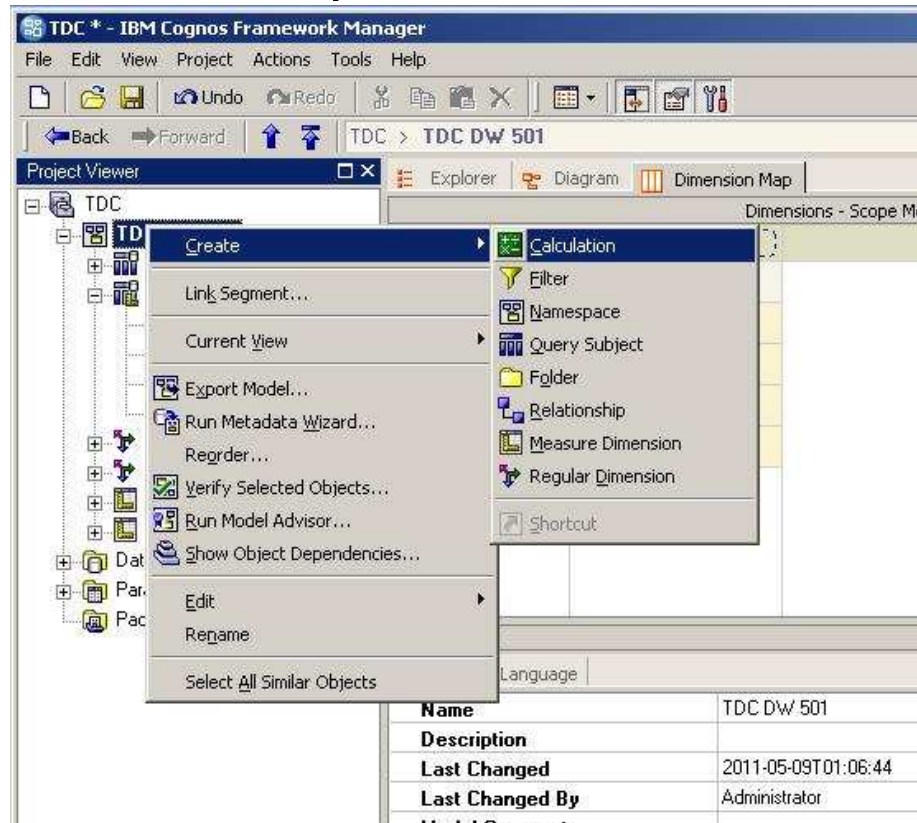 TDC * - IBM Cognos Framework Manager
File Edit View Project Actions Tools Help
Undo Redo
Back Forward TDC > TDC DW 501
Project Viewer
Explorer Diagram Dimension Map
TDC
Dimensions - Scope
TD
Create
Calculation
Filter
Link Segment...
Namespace
Current View
Query Subject
Folder
Export Model...
Relationship
Run Metadata Wizard...
Measure Dimension
Reorder...
Regular Dimension
Verify Selected Objects...
Run Model Advisor...
Shortcut
Dat
Show Object Dependencies...
Par
Edit
Pac
Rename
Select All Similar Objects
Language
Name TDC DW 501
Description
Last Changed 2011-05-09T01:06:44
Last Changed By Administrator